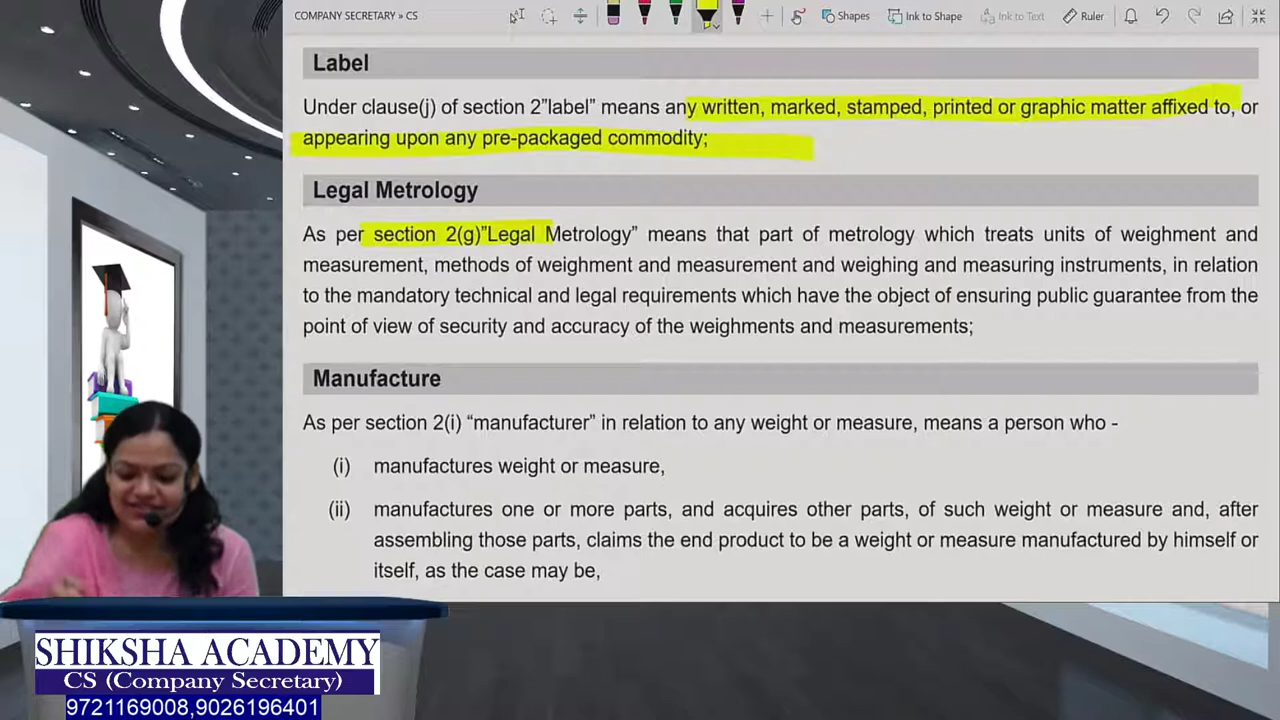 COMPANY SECRETARY » CS
Shapes
Ink to Shape
Ink to Text
Ruler
Label
Under clause(j) of section 2”label” means any written, marked, stamped, printed or graphic matter affixed to, or
appearing upon any pre-packaged commodity;
Legal Metrology
As per section 2(g)”Legal Metrology” means that part of metrology which treats units of weighment and
measurement, methods of weighment and measurement and weighing and measuring instruments, in relation
to the mandatory technical and legal requirements which have the object of ensuring public guarantee from the
point of view of security and accuracy of the weighments and measurements;
Manufacture
As per section 2(i) “manufacturer” in relation to any weight or measure, means a person who -
(i) manufactures weight or measure,
(ii) manufactures one or more parts, and acquires other parts, of such weight or measure and, after
assembling those parts, claims the end product to be a weight or measure manufactured by himself or
itself, as the case may be,
SHIKSHA ACADEMY
CS (Company Secretary)
9721169008,9026196401